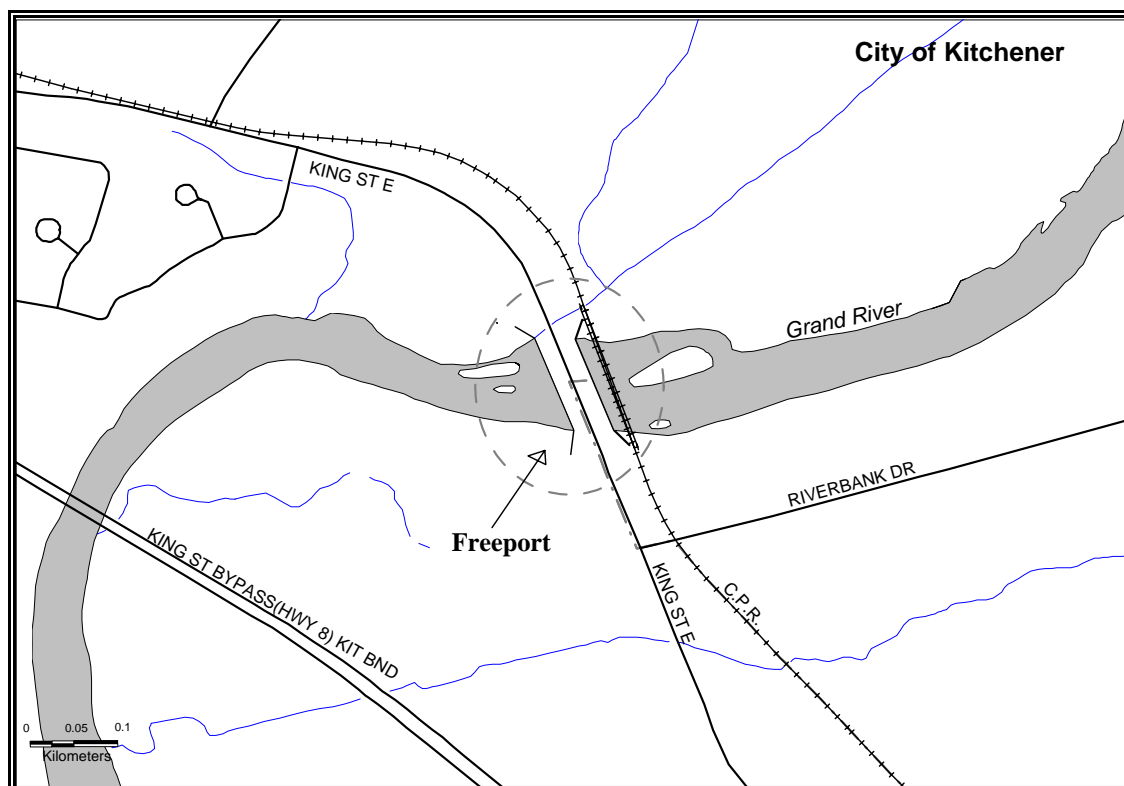 City of Kitchener
KING ST E
Grand River
RIVERBANK DR
Freeport
KING ST BYPASS(HWY 8) KIT BND
KING ST E
C.P.R.
0 0.05 0.1
Kilometers